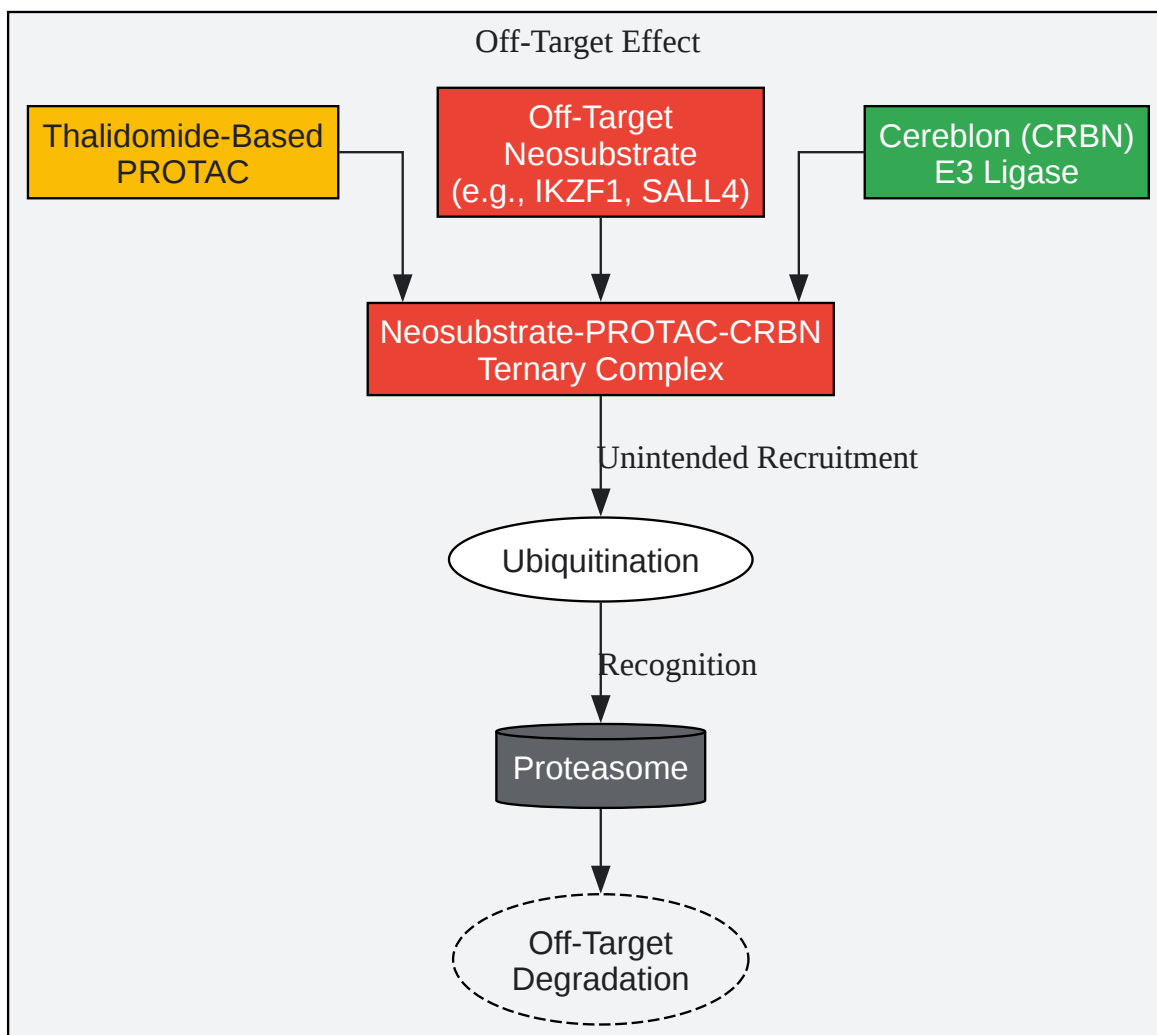 Off-Target Effect
Thalidomide-Based
PROTAC
Off-Target
Neosubstrate
(e.g., IKZF1, SALL4)
Cereblon (CRBN)
E3 Ligase
Neosubstrate-PROTAC-CRBN
Ternary Complex
Unintended Recruitment
Ubiquitination
Recognition
Proteasome
Off-Target
Degradation